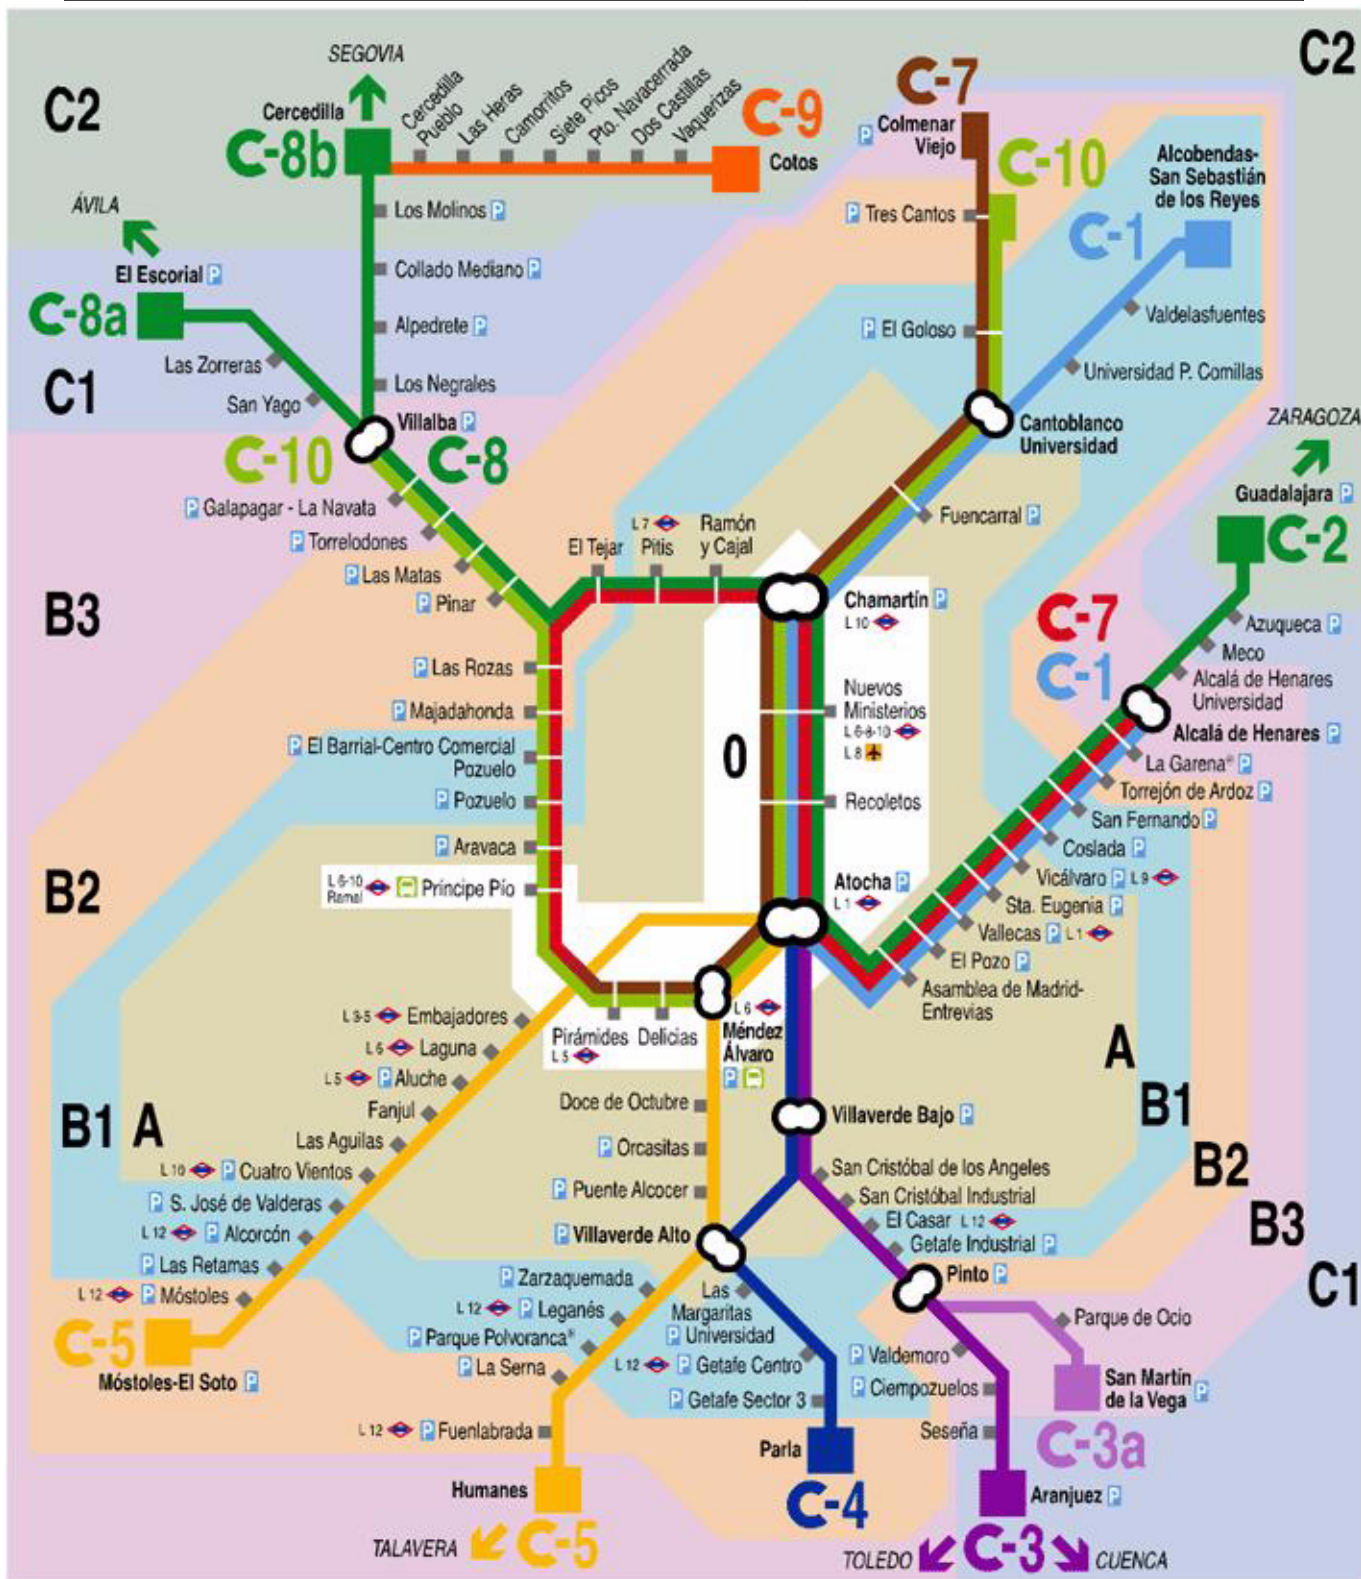 SEGOVIA
C2
C2
Cercedilla
Cercedilla
Pueblo
Las Heras
Camorritos
Siete Picos
Pto. Navacerrada
Dos Castillas
Vaquerizas
C-9
Cotos
C-8b
C-7
P Colmenar
Viejo
C-10
Alcobendas-
San Sebastián
de los Reyes
C-1
Los Molinos P
P Tres Cantos
ÁVILA
El Escorial P
Collado Mediano P
C-8a
Alpedrete P
P El Goloso
Valdelasfuentes
Las Zorreras
Los Negrales
Universidad P. Comillas
C1
San Yago
Villalba P
Cantoblanco
Universidad
ZARAGOZA
C-10
C-8
Guadalajara P
C-2
P Galapagar - La Navata
P Torrelodones
P Las Matas
P Pinar
Fuencarral P
El Tejar
L 7
Pitis
Ramón
y Cajal
B3
Chamartín P
L 10
C-7
C-1
Azuqueca P
Meco
Alcalá de Henares
Universidad
Alcalá de Henares P
P Las Rozas
P Majadahonda
P El Barrial-Centro Comercial
Pozuelo
P Pozuelo
P Aravaca
0
Nuevos
Ministerios
L 6-8-10
L 8
Recoletos
La Garena® P
Torrejón de Ardoz P
San Fernando P
Coslada P
Vicálvaro P L 9
Sta. Eugenia P
Vallecas P L 1
El Pozo P
Asamblea de Madrid-
Entrevias
B2
L 6-10
Ramal
Príncipe Pío
Atocha P
L 1
L 3-5 Embajadores
L 6 Laguna
L 5 P Aluche
Fanjul
Las Aguilas
L 10 P Cuatro Vientos
P S. José de Valderas
L 12 P Alcorcón
P Las Retamas
L 12 P Móstoles
C-5
Móstoles-El Soto P
Pirámides
L 5
Delicias
L 6
Méndez
Álvaro
P
A
B1
B2
B3
C1
B1
A
Doce de Octubre
P Orcasitas
P Puente Alcocer
P Villaverde Alto
Villaverde Bajo P
San Cristóbal de los Angeles
San Cristóbal Industrial
El Casar L 12
Getafe Industrial P
Pinto P
P Zarzaquemada
L 12 P Leganés
P Parque Polvoranca®
P La Serna
L 12 P Fuenlabrada
Humanes
C-5
TALAVERA
Las
Margaritas
P Universidad
L 12 P Getafe Centro
P Getafe Sector 3
Parla
C-4
Parque de Ocio
P Valdemoro
P Ciempozuelos
Seseña
San Martín
de la Vega P
C-3a
Aranjuez P
TOLEDO
C-3
CUENCA